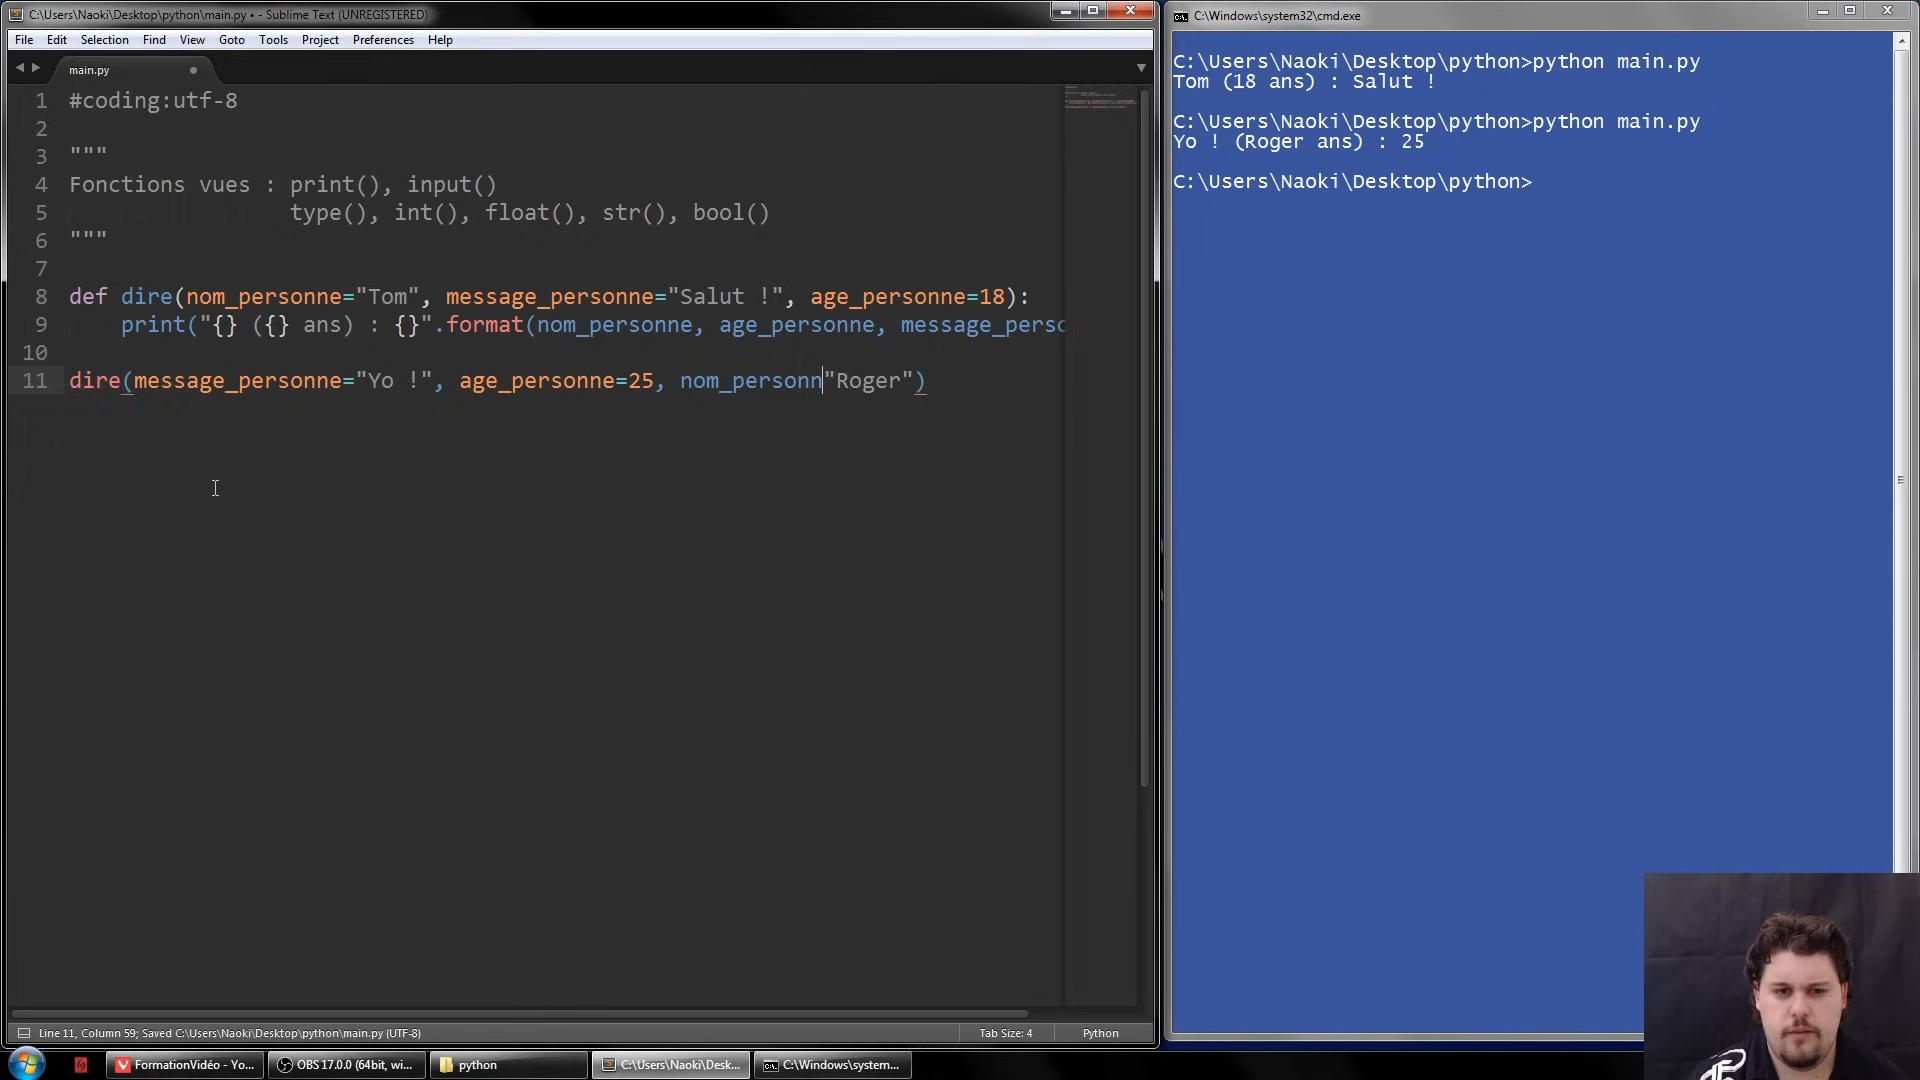 C:\Users\Naoki\Desktop\python\main.py • - Sublime Text (UNREGISTERED)
File Edit Selection Find View Goto Tools Project Preferences Help
main.py
1 #coding:utf-8
2
3 """
4 Fonctions vues : print(), input()
5 type(), int(), float(), str(), bool()
6 """
7
8 def dire(nom_personne="Tom", message_personne="Salut !", age_personne=18):
9 print("{} ({} ans) : {}".format(nom_personne, age_personne, message_perso
10
11 dire(message_personne="Yo !", age_personne=25, nom_personn"Roger")
Line 11, Column 59; Saved C:\Users\Naoki\Desktop\python\main.py (UTF-8)
Tab Size: 4
Python
C:\Windows\system32\cmd.exe
C:\Users\Naoki\Desktop\python>python main.py
Tom (18 ans) : Salut !
C:\Users\Naoki\Desktop\python>python main.py
Yo ! (Roger ans) : 25
C:\Users\Naoki\Desktop\python>
FormationVidéo - Yo...
OBS 17.0.0 (64bit, wi...
python
C:\Users\Naoki\Desk...
C:\Windows\system...